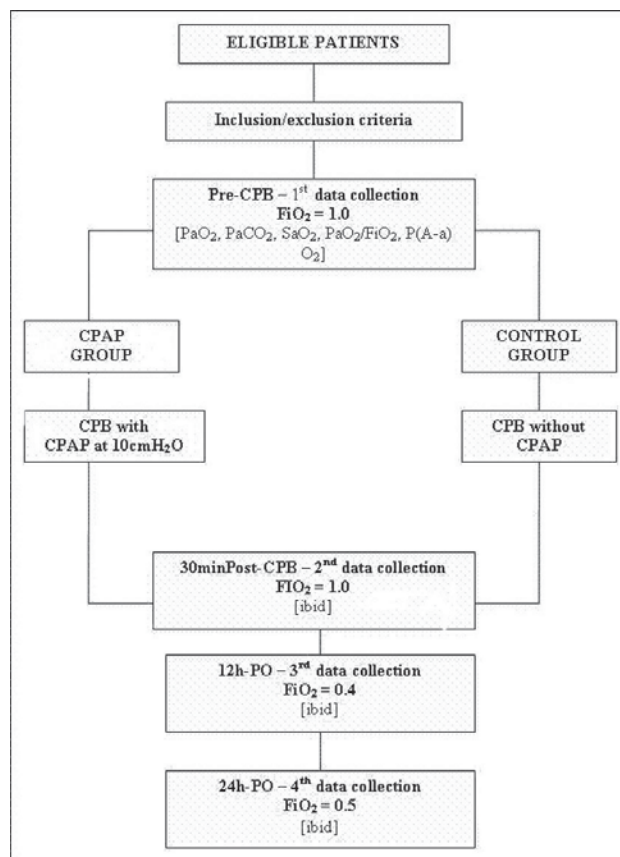 ELIGIBLE PATIENTS
Inclusion/exclusion criteria
Pre-CPB – 1st data collection
FiO2 = 1.0
[PaO2, PaCO2, SaO2, PaO2/FiO2, P(A-a)
O2]
CPAP
GROUP
CONTROL
GROUP
CPB with
CPAP at 10cmH2O
CPB without
CPAP
30minPost-CPB – 2nd data collection
FIO2 = 1.0
[ibid]
12h-PO – 3rd data collection
FiO2 = 0.4
[ibid]
24h-PO – 4th data collection
FiO2 = 0.5
[ibid]